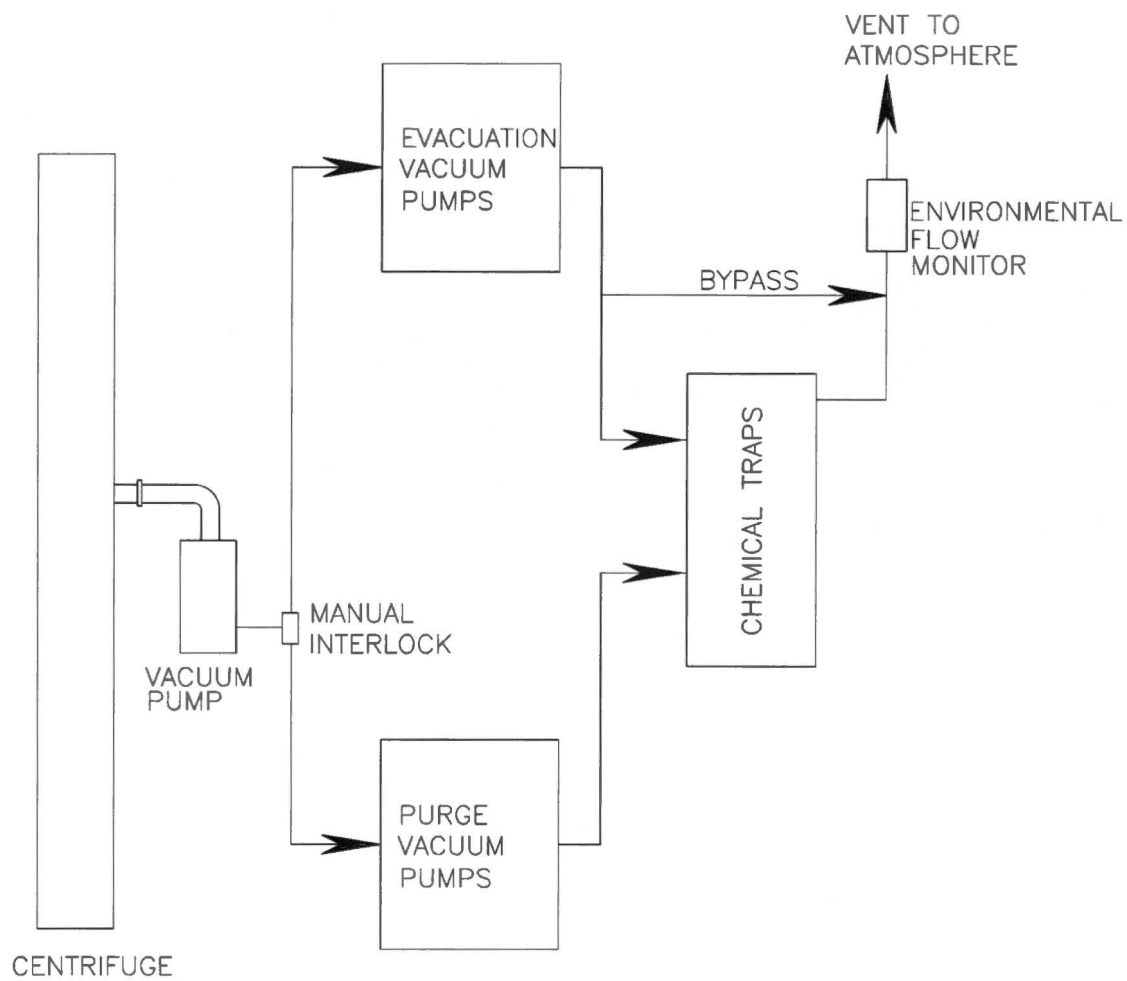 VENT TO
ATMOSPHERE
EVACUATION
VACUUM
PUMPS
ENVIRONMENTAL
FLOW
MONITOR
BYPASS
CHEMICAL TRAPS
MANUAL
INTERLOCK
VACUUM
PUMP
PURGE
VACUUM
PUMPS
CENTRIFUGE